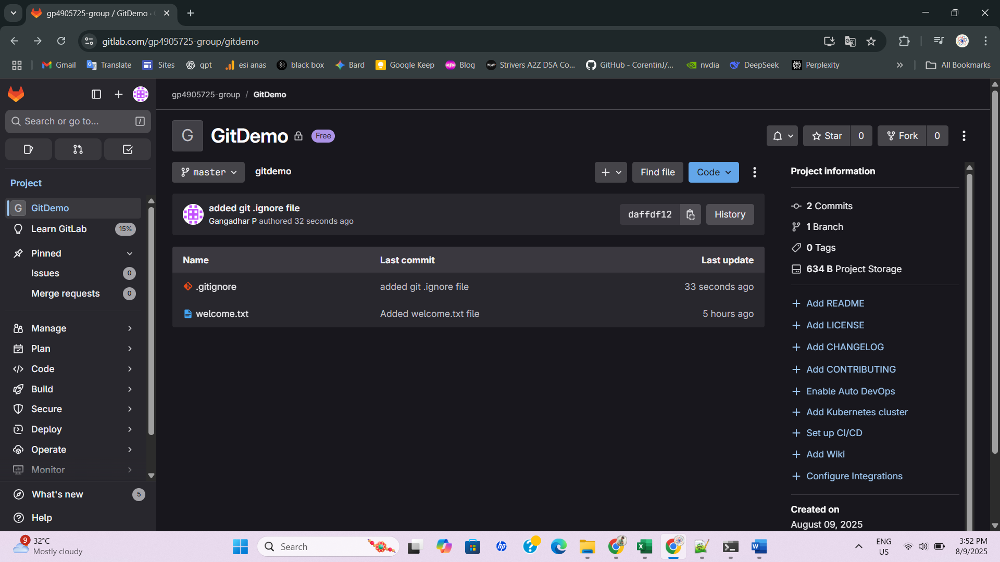 gp4905725-group / GitDemo ·
gitlab.com/gp4905725-group/gitdemo
Gmail
Translate
Sites
gpt
esi anas
black box
Bard
Google Keep
Blog
TUF
Strivers A2Z DSA Co...
GitHub - CorentinJ/...
nvdia
DeepSeek
Perplexity
»
All Bookmarks
gp4905725-group / GitDemo
Search or go to...
/
G
GitDemo
Free
Star
0
Fork
0
Project
master
gitdemo
Find file
Code
Project information
G GitDemo
Learn GitLab
15%
Pinned
Issues
0
Merge requests
0
Manage
Plan
Code
Build
Secure
Deploy
Operate
Monitor
What's new
5
Help
added git .ignore file
Gangadhar P authored 32 seconds ago
daffdf12
History
Name Last commit Last update
.gitignore added git .ignore file 33 seconds ago
welcome.txt Added welcome.txt file 5 hours ago
2 Commits
1 Branch
0 Tags
634 B Project Storage
Add README
Add LICENSE
Add CHANGELOG
Add CONTRIBUTING
Enable Auto DevOps
Add Kubernetes cluster
Set up CI/CD
Add Wiki
Configure Integrations
Created on
August 09, 2025
9
32°C
Mostly cloudy
Search
hp
ENG
US
3:52 PM
8/9/2025